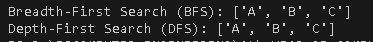 Breadth-First Search (BFS): ['A', 'B', 'C']
Depth-First Search (DFS): ['A', 'B', 'C']